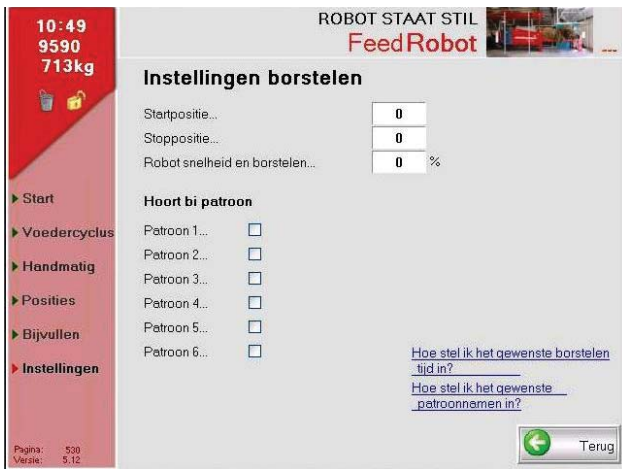 10:49
9590
713kg
ROBOT STAAT STIL
FeedRobot
...
Instellingen borstelen
Startpositie... 0
Stoppositie... 0
Robot snelheid en borstelen... 0 %
Hoort bi patroon
Patroon 1...
Patroon 2...
Patroon 3...
Patroon 4...
Patroon 5...
Patroon 6...
Start
Voedercyclus
Handmatig
Posities
Bijvullen
Instellingen
Hoe stel ik het gewenste borstelen
tijd in?
Hoe stel ik het gewenste
patroonnamen in?
Terug
Pagina: 530
Versie: 5.12